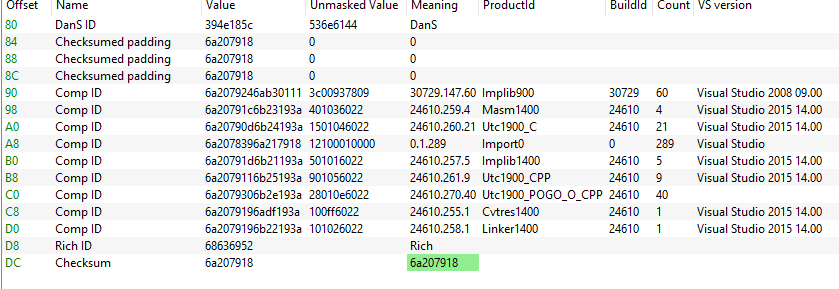 Offset Name Value Unmasked Value Meaning ProductId BuildId Count VS version
80 DanS ID 394e185c 536e6144 DanS
84 Checksumed padding 6a207918 0 0
88 Checksumed padding 6a207918 0 0
8C Checksumed padding 6a207918 0 0
90 Comp ID 6a2079246ab30111 3c00937809 30729.147.60 Implib900 30729 60 Visual Studio 2008 09.00
98 Comp ID 6a20791c6b23193a 401036022 24610.259.4 Masm1400 24610 4 Visual Studio 2015 14.00
A0 Comp ID 6a20790d6b24193a 1501046022 24610.260.21 Utc1900_C 24610 21 Visual Studio 2015 14.00
A8 Comp ID 6a2078396a217918 12100010000 0.1.289 Import0 0 289 Visual Studio
B0 Comp ID 6a20791d6b21193a 501016022 24610.257.5 Implib1400 24610 5 Visual Studio 2015 14.00
B8 Comp ID 6a2079116b25193a 901056022 24610.261.9 Utc1900_CPP 24610 9 Visual Studio 2015 14.00
C0 Comp ID 6a2079306b2e193a 28010e6022 24610.270.40 Utc1900_POGO_O_CPP 24610 40
C8 Comp ID 6a2079196adf193a 100ff6022 24610.255.1 Cvtres1400 24610 1 Visual Studio 2015 14.00
D0 Comp ID 6a2079196b22193a 101026022 24610.258.1 Linker1400 24610 1 Visual Studio 2015 14.00
D8 Rich ID 68636952 Rich
DC Checksum 6a207918 6a207918